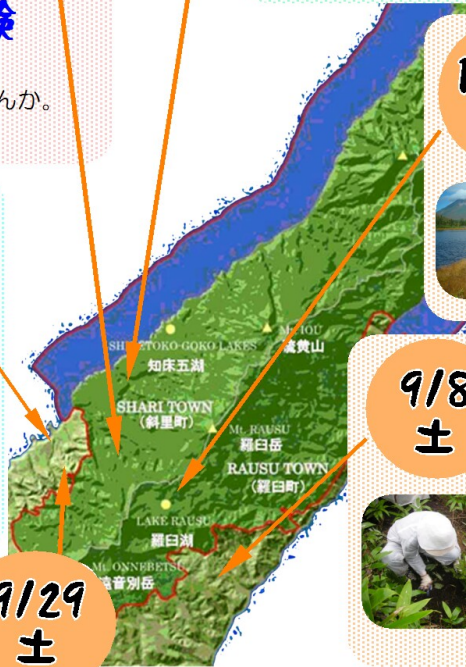 験
んか。
SHIRETOKO GOKO LAKES
知床五湖
Mt. IOU
硫黄山
SHARI TOWN
(斜里町)
Mt. RAUSU
羅臼岳
RAUSU TOWN
(羅臼町)
9/8
土
LAKE RAUSU
羅臼湖
Mt. ONNEBETSU
遠音別岳
9/29
土